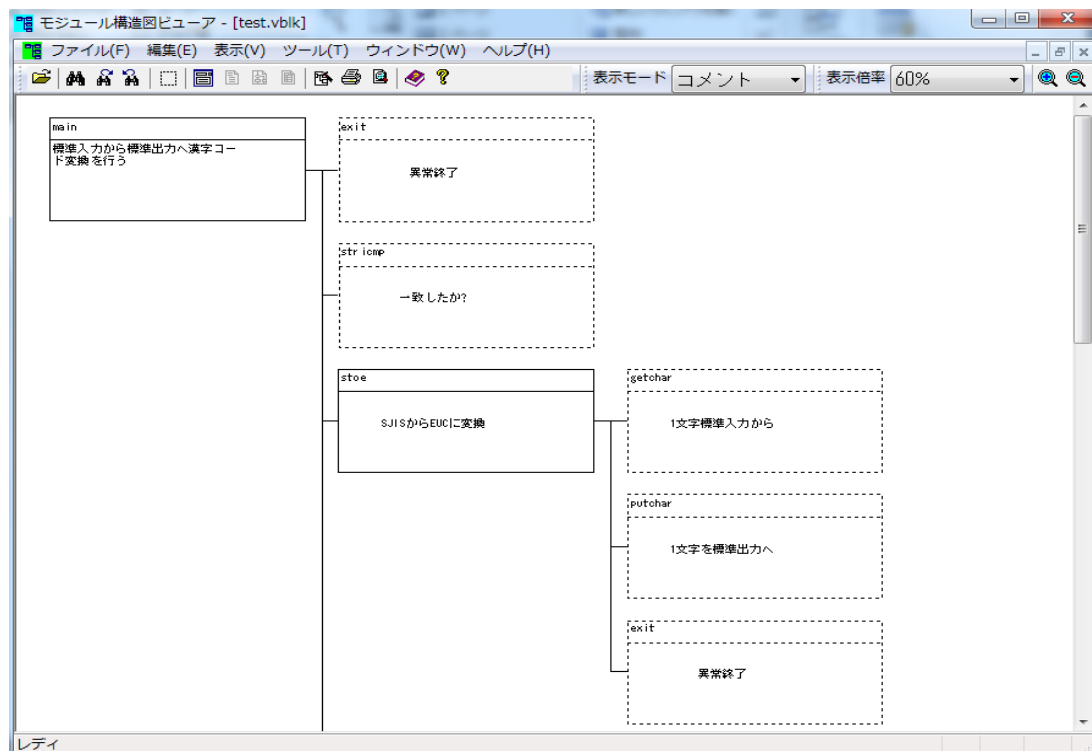 モジュール構造図ビューア - [test.vblk]
ファイル(F) 編集(E) 表示(V) ツール(T) ウィンドウ(W) ヘルプ(H)
表示モード コメント 表示倍率 60%
main
標準入力から標準出力へ漢字コー
ド変換を行う
exit
異常終了
stricmp
一致したか?
stoe
SJISからEUCに変換
getchar
1文字標準入力から
putchar
1文字を標準出力へ
exit
異常終了
レディ